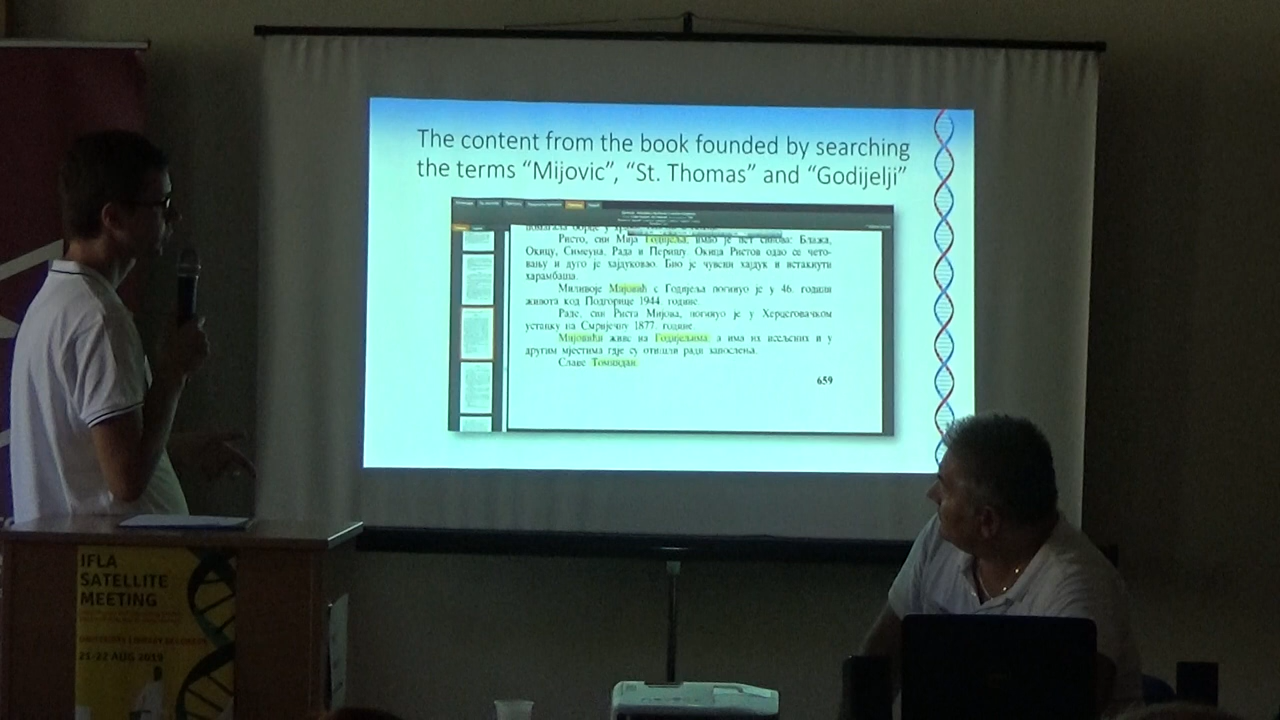 The content from the book founded by searching
the terms “Mijovic”, “St. Thomas” and “Godijelji”
Ристо, син Мија Годијеља, имао је пет синова: Блажа,
Окицу, Симеуна, Рада и Перишу. Окица Ристов одао се чето-
вању и дуго је хајдуковао. Био је чувени хајдук и истакнути
харамбаша.
Миливоје Мијовић с Годијеља погинуо је у 46. години
живота код Подгорице 1944. године.
Раде, син Риста Мијова, погинуо је у Херцеговачком
устанку на Смријечну 1877. године.
Мијовићи живе на Годијељима, а има их насељених и у
другим мјестима гдје су отишли ради запослења.
Славе Томиндан.
659
IFLA
SATELLITE
MEETING
21-22 AUG 2019